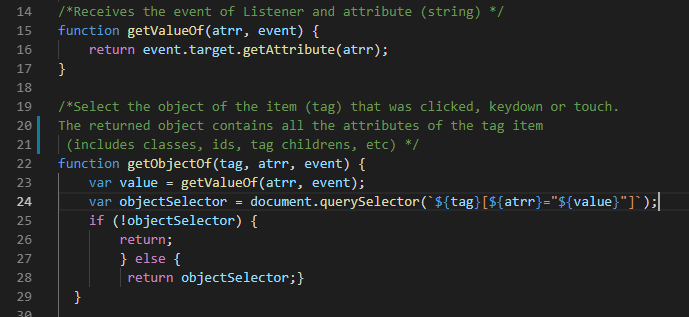 14 /*Receives the event of Listener and attribute (string) */
15 function getValueOf(atrr, event) {
16 return event.target.getAttribute(atrr);
17 }
18
19 /*Select the object of the item (tag) that was clicked, keydown or touch.
20 The returned object contains all the attributes of the tag item
21 (includes classes, ids, tag childrens, etc) */
22 function getObjectOf(tag, atrr, event) {
23 var value = getValueOf(atrr, event);
24 var objectSelector = document.querySelector(`${tag}[${atrr}="${value}"]`);
25 if (!objectSelector) {
26 return;
27 } else {
28 return objectSelector;}
29 }
30